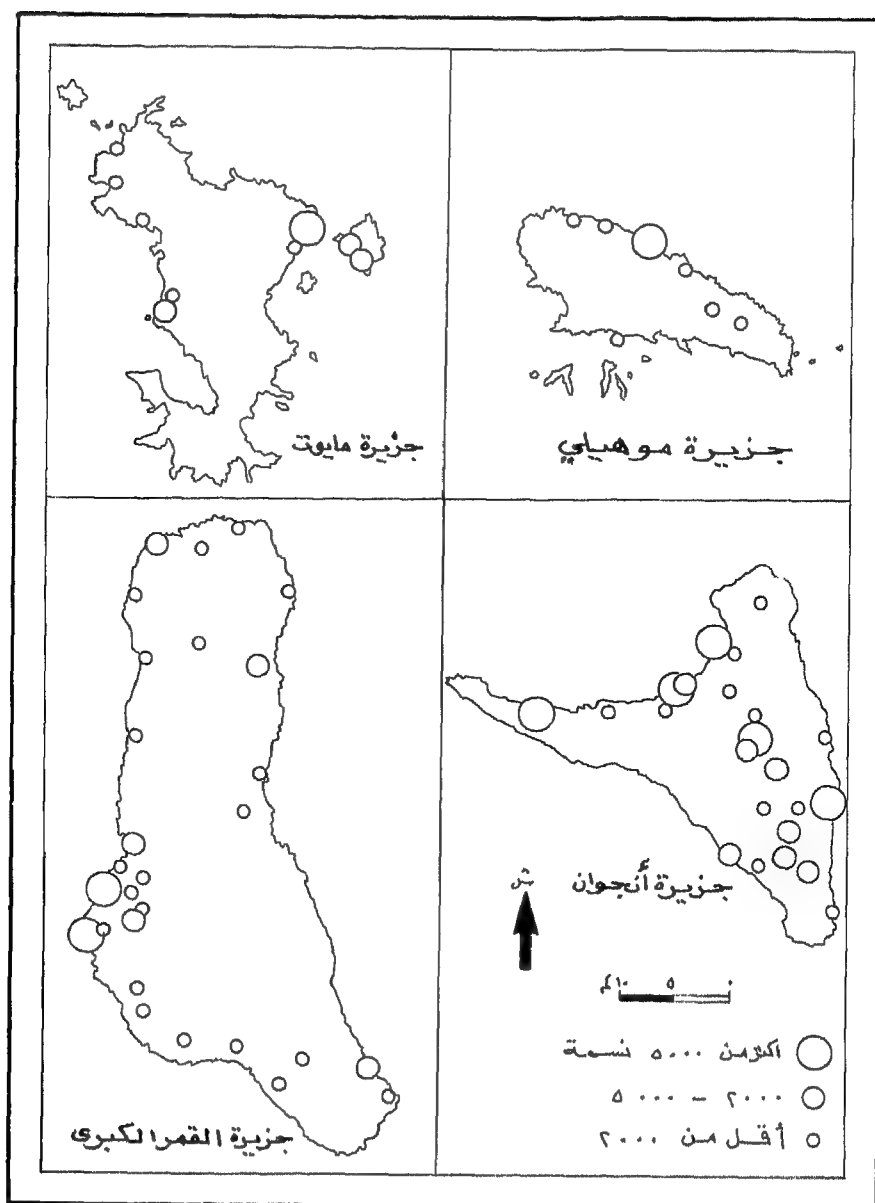 جزيرة موهيلي
جزيرة مايوت
جزيرة أنجوان
ش
٠ ٥ ١٠ كم
أكثر من ٥٠٠٠ نسمة
٢٠٠٠ – ٥٠٠٠
أقل من ٢٠٠٠
جزيرة القمر الكبرى